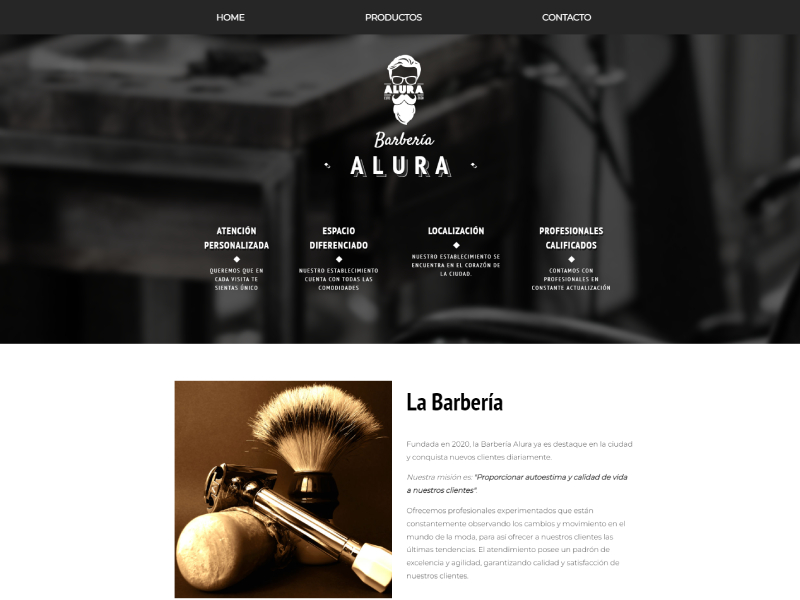 HOME PRODUCTOS CONTACTO
ALURA
Barbería
ALURA
ATENCIÓN
PERSONALIZADA
QUEREMOS QUE EN
CADA VISITA TE
SIENTAS ÚNICO
ESPACIO
DIFERENCIADO
NUESTRO ESTABLECIMIENTO
CUENTA CON TODAS LAS
COMODIDADES
LOCALIZACIÓN
NUESTRO ESTABLECIMIENTO SE
ENCUENTRA EN EL CORAZÓN DE
LA CIUDAD.
PROFESIONALES
CALIFICADOS
CONTAMOS CON
PROFESIONALES EN
CONSTANTE ACTUALIZACIÓN
La Barbería
Fundada en 2020, la Barbería Alura ya es destaque en la ciudad
y conquista nuevos clientes diariamente.
Nuestra misión es: "Proporcionar autoestima y calidad de vida
a nuestros clientes".
Ofrecemos profesionales experimentados que están
constantemente observando los cambios y movimiento en el
mundo de la moda, para así ofrecer a nuestros clientes las
últimas tendencias. El atendimiento posee un padrón de
excelencia y agilidad, garantizando calidad y satisfacción de
nuestros clientes.